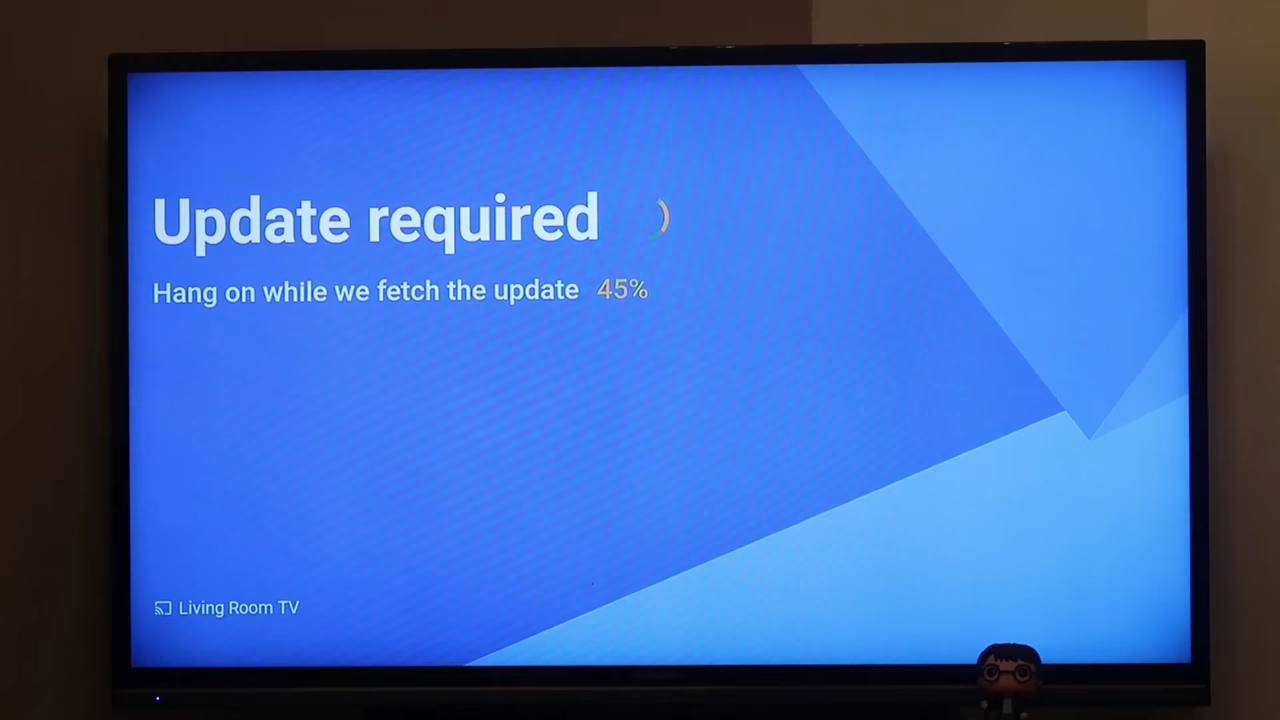 Update required
Hang on while we fetch the update 45%
Living Room TV